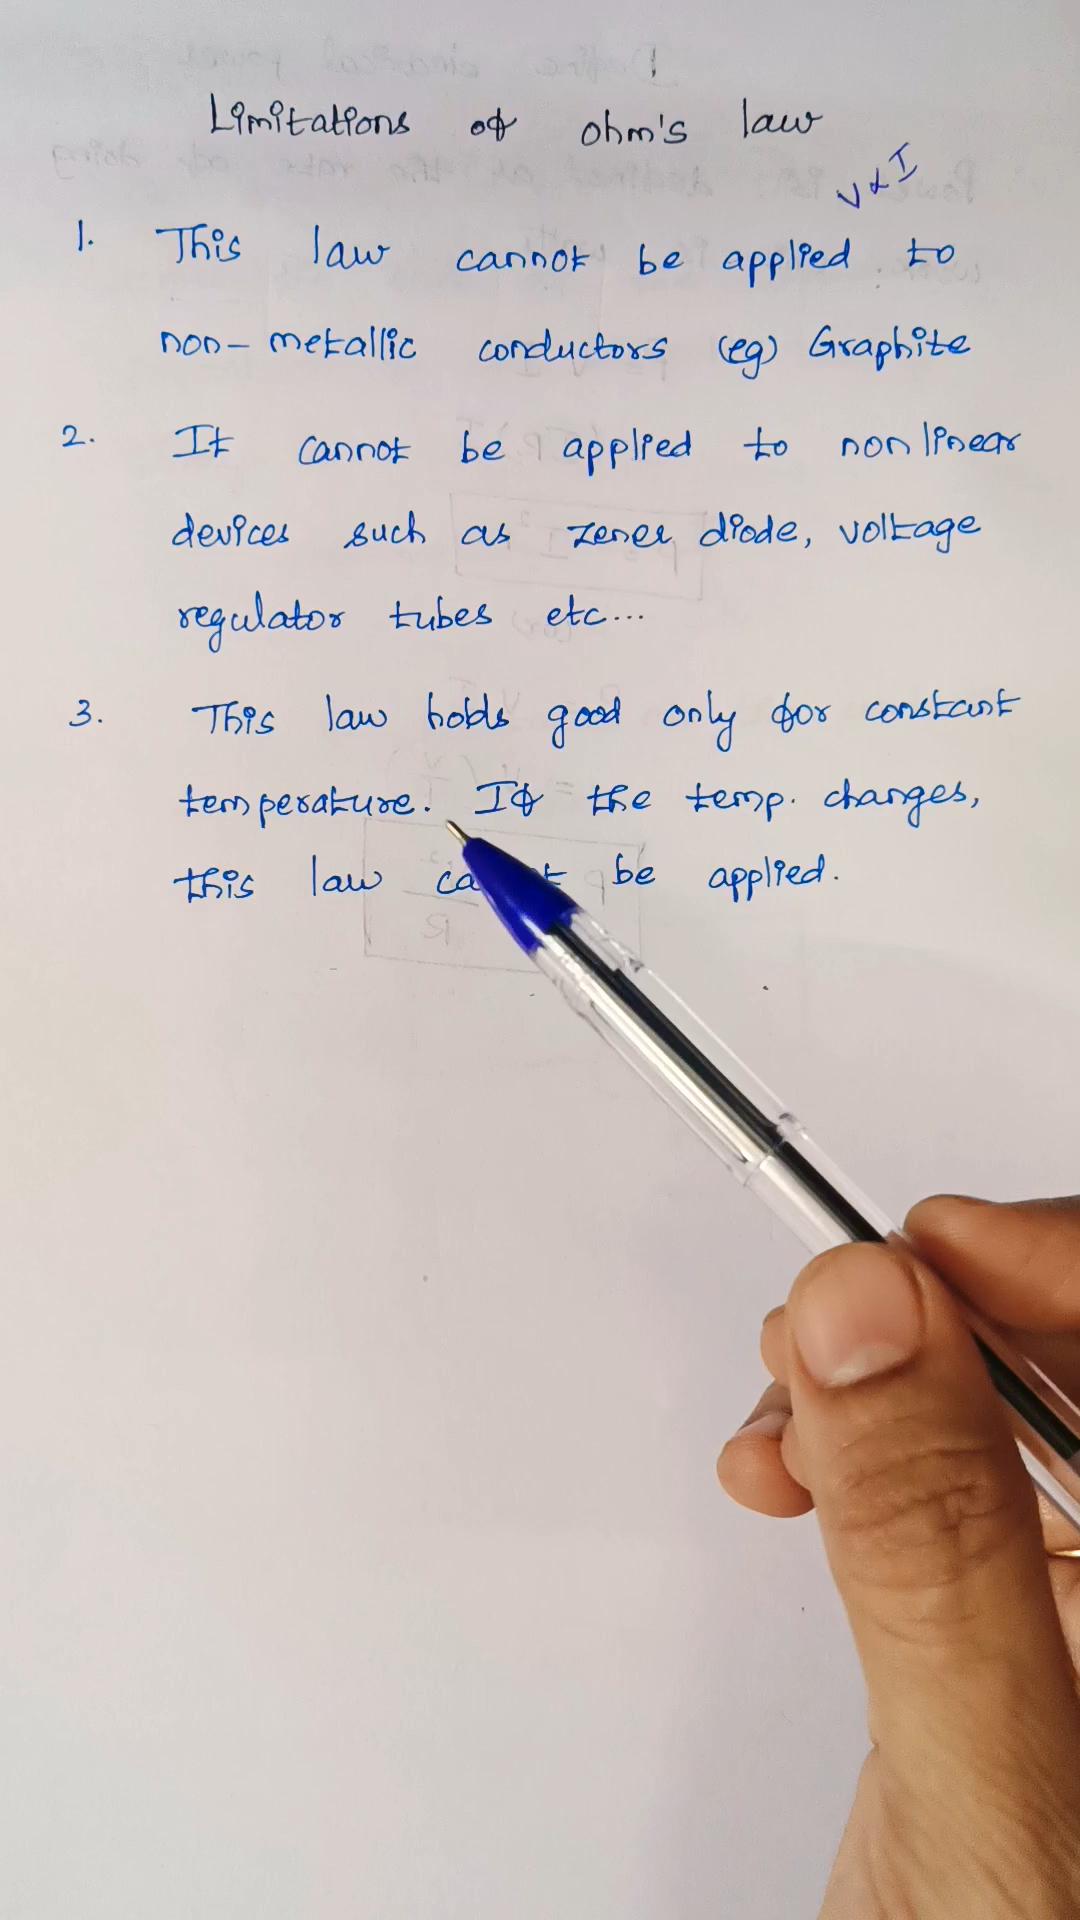 Limitations of ohm's law
V ∝ I
1. This law cannot be applied to
non-metallic conductors (eg) Graphite
2. It cannot be applied to non linear
devices such as zener diode, voltage
regulator tubes etc...
3. This law holds good only for constant
temperature. If the temp. changes,
this law be applied.